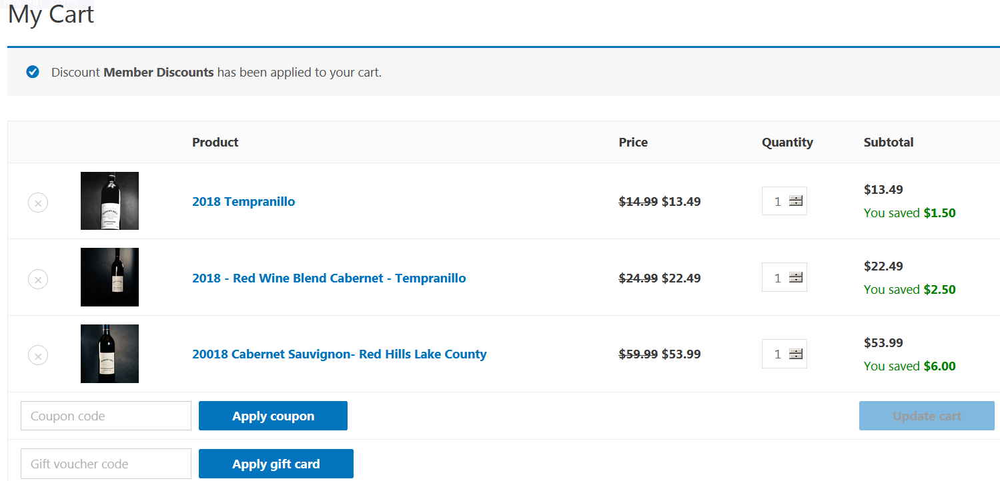 My Cart
Discount Member Discounts has been applied to your cart.
Product Price Quantity Subtotal
2018 Tempranillo $14.99 $13.49 1 $13.49
You saved $1.50
2018 - Red Wine Blend Cabernet - Tempranillo $24.99 $22.49 1 $22.49
You saved $2.50
20018 Cabernet Sauvignon- Red Hills Lake County $59.99 $53.99 1 $53.99
You saved $6.00
Coupon code Apply coupon Update cart
Gift voucher code Apply gift card